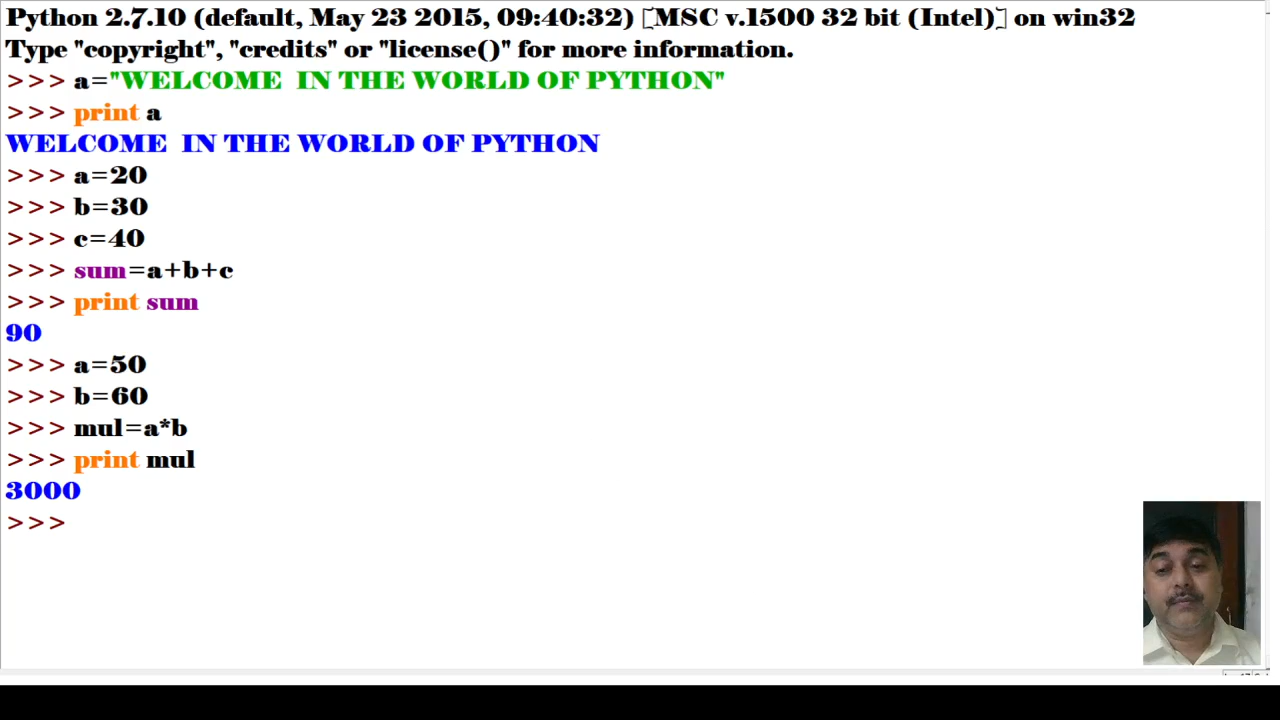 Python 2.7.10 (default, May 23 2015, 09:40:32) [MSC v.1500 32 bit (Intel)] on win32
Type "copyright", "credits" or "license()" for more information.
>>> a="WELCOME  IN THE WORLD OF PYTHON"
>>> print a
WELCOME  IN THE WORLD OF PYTHON
>>> a=20
>>> b=30
>>> c=40
>>> sum=a+b+c
>>> print sum
90
>>> a=50
>>> b=60
>>> mul=a*b
>>> print mul
3000
>>>